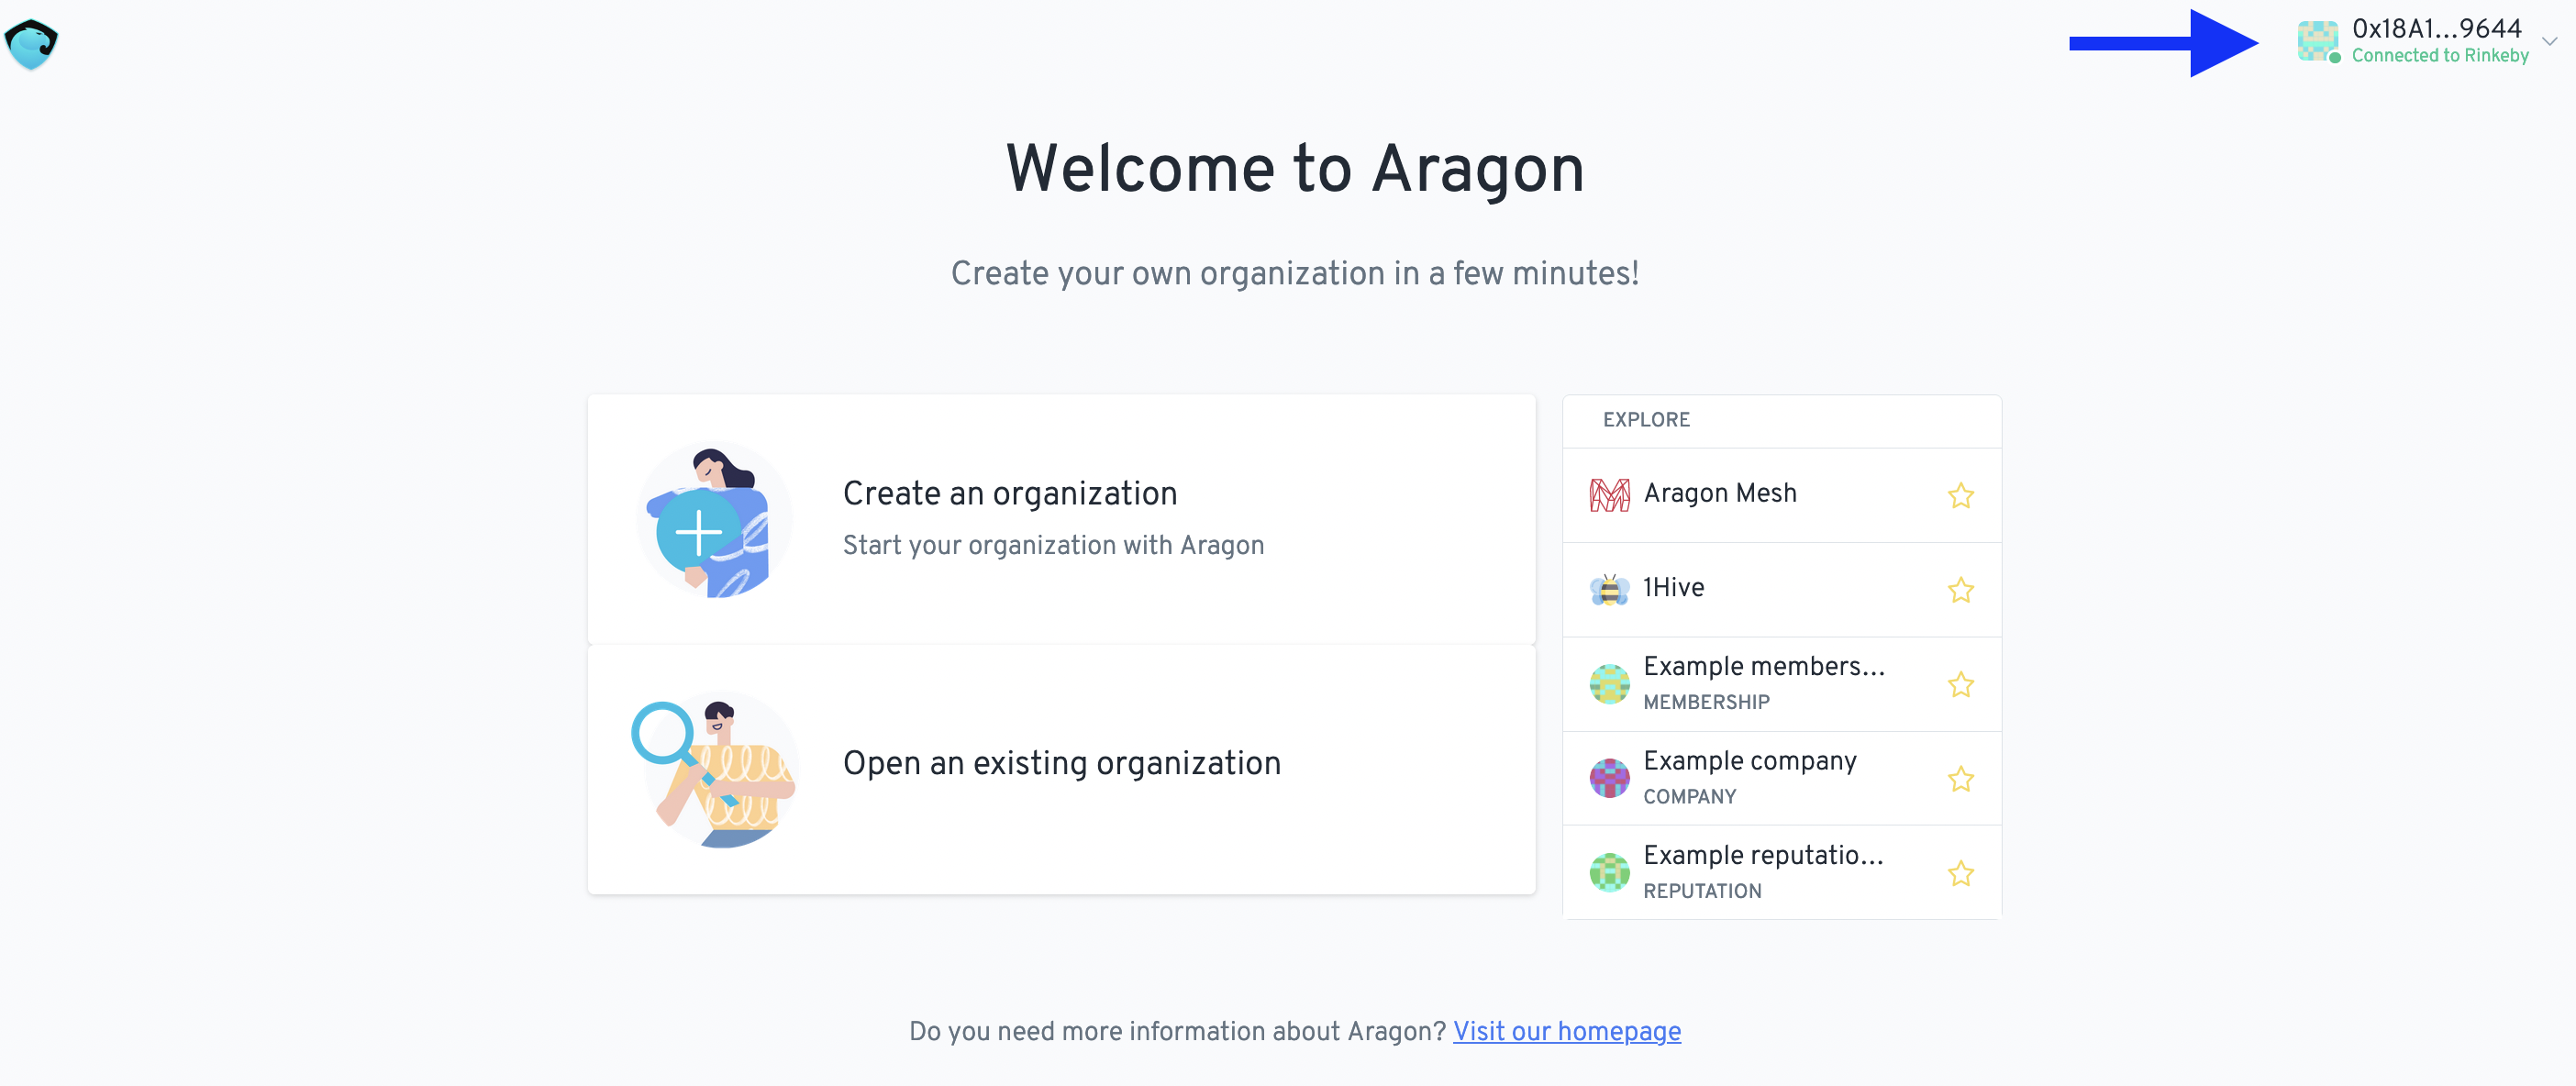 0x18A1...9644
Connected to Rinkeby
Welcome to Aragon
Create your own organization in a few minutes!
Create an organization
Start your organization with Aragon
Open an existing organization
EXPLORE
Aragon Mesh
1Hive
Example members...
MEMBERSHIP
Example company
COMPANY
Example reputatio...
REPUTATION
Do you need more information about Aragon? Visit our homepage